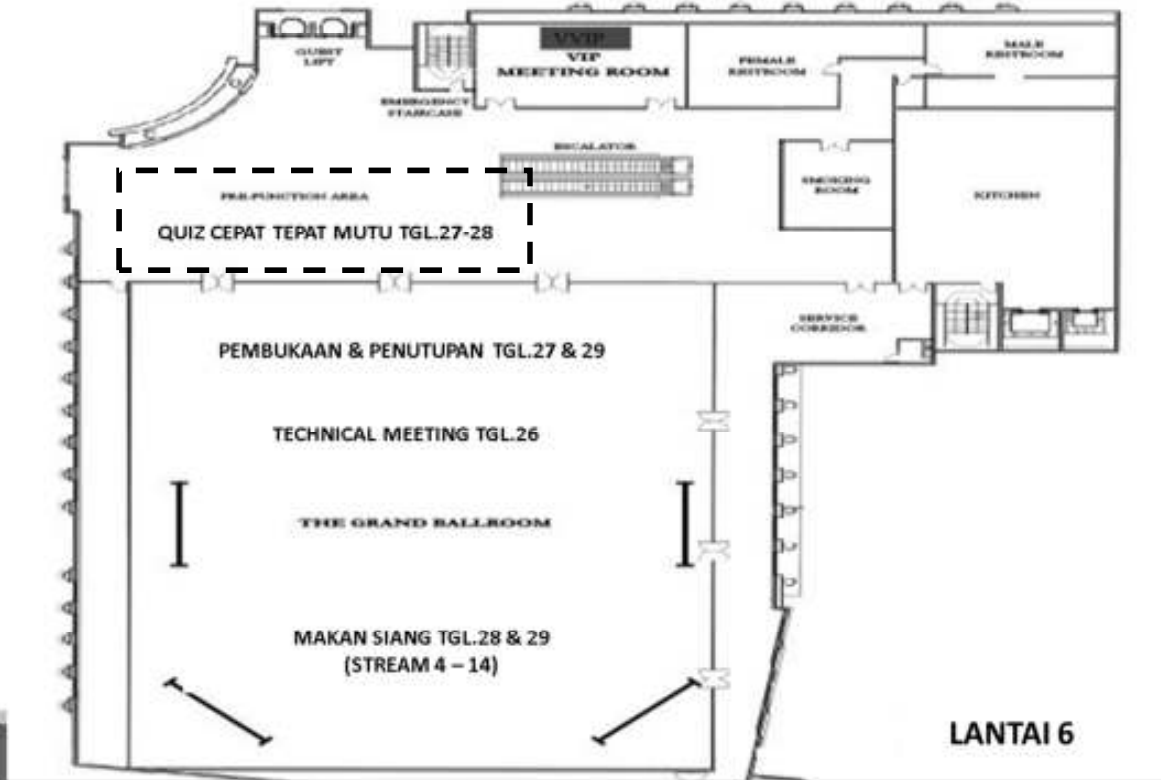 GUEST
LIFT
VVIP
VIP
MEETING ROOM
FEMALE
RESTROOM
MALE
RESTROOM
EMERGENCY
STAIRCASE
ESCALATOR
SMOKING
ROOM
KITCHEN
PRE-FUNCTION AREA
QUIZ CEPAT TEPAT MUTU TGL.27-28
SERVICE
CORRIDOR
PEMBUKAAN & PENUTUPAN TGL.27 & 29
TECHNICAL MEETING TGL.26
THE GRAND BALLROOM
MAKAN SIANG TGL.28 & 29
(STREAM 4 – 14)
LANTAI 6